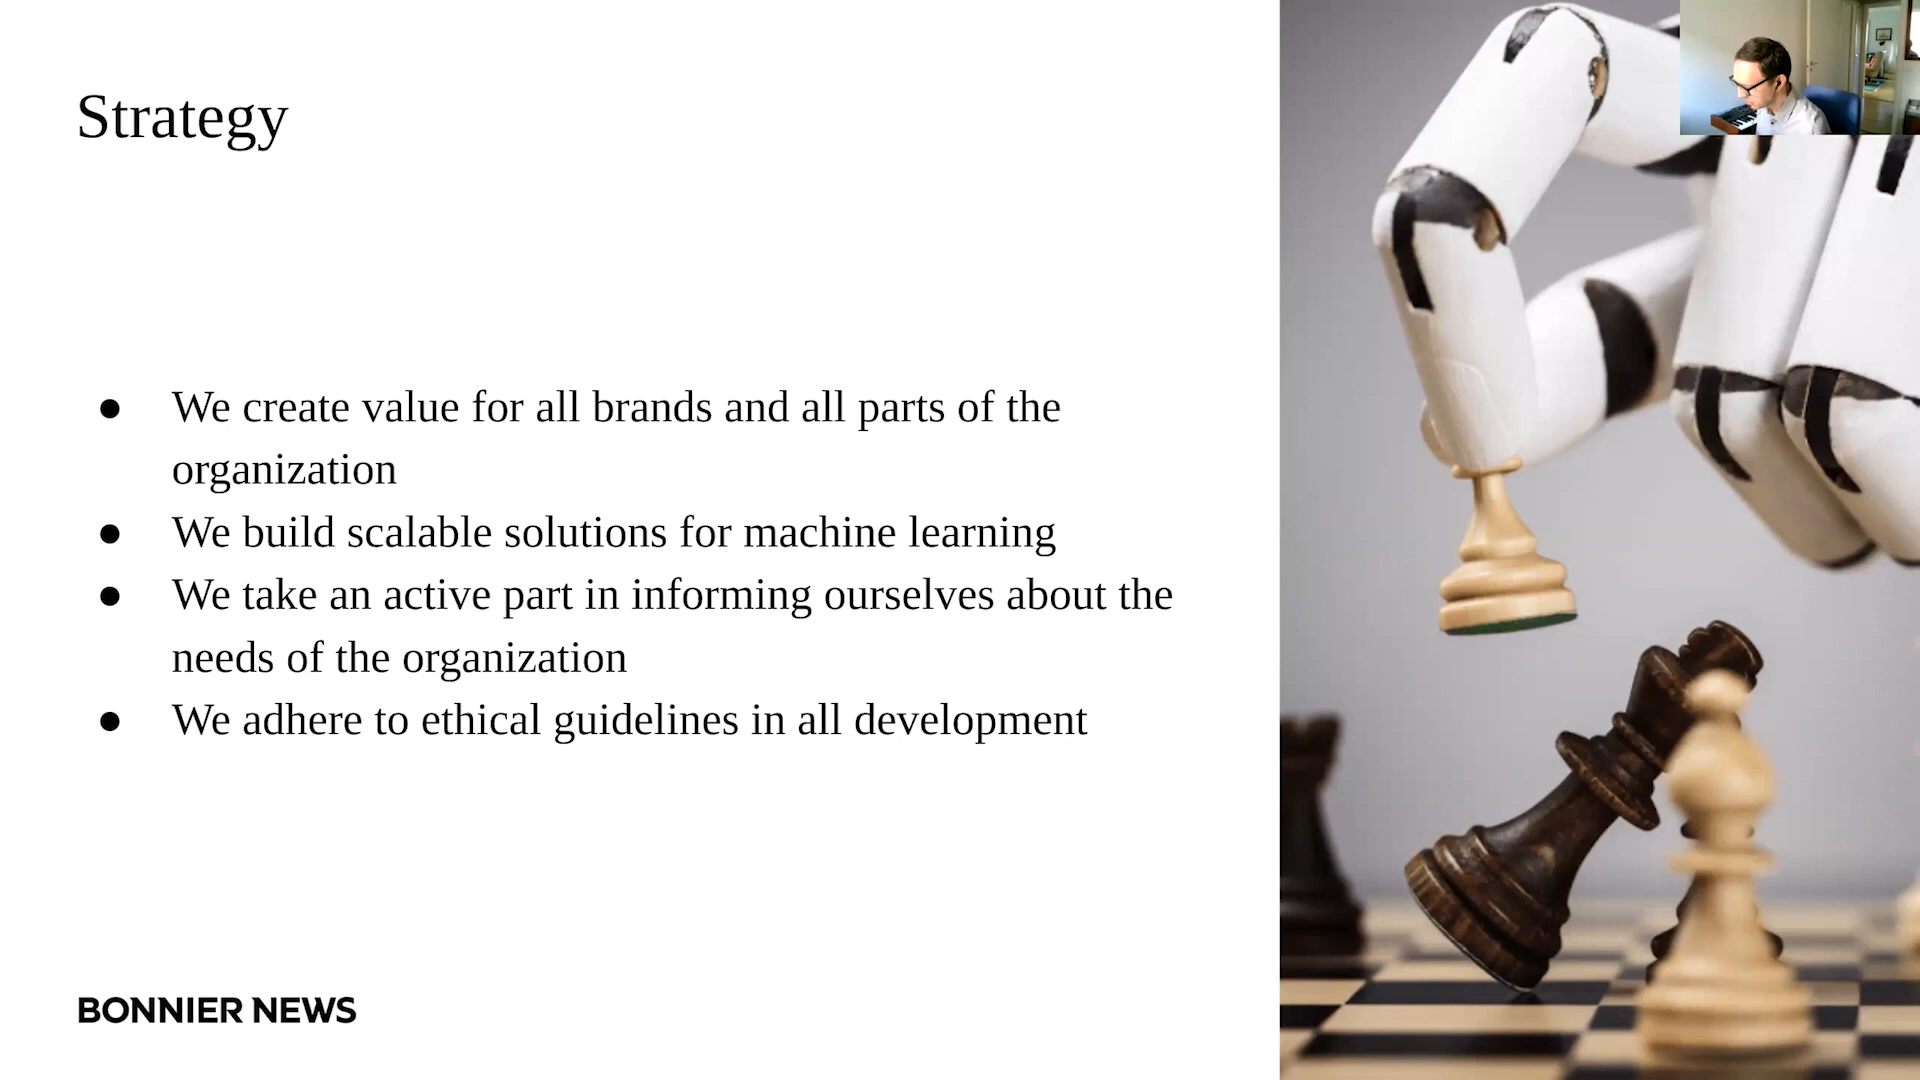 Strategy
● We create value for all brands and all parts of the
organization
● We build scalable solutions for machine learning
● We take an active part in informing ourselves about the
needs of the organization
● We adhere to ethical guidelines in all development
BONNIER NEWS